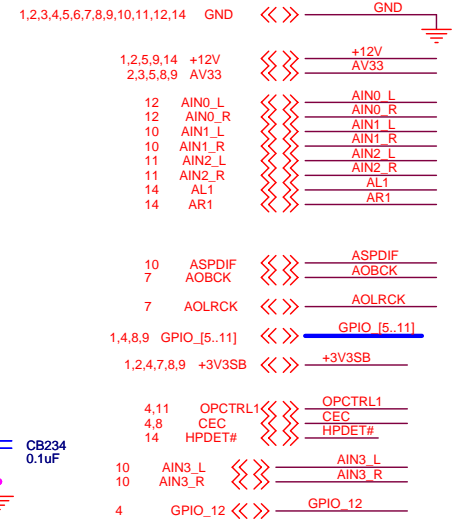 1,2,3,4,5,6,7,8,9,10,11,12,14 GND GND
1,2,5,9,14 +12V +12V
2,3,5,8,9 AV33 AV33
12 AIN0_L AIN0_L
12 AIN0_R AIN0_R
10 AIN1_L AIN1_L
10 AIN1_R AIN1_R
11 AIN2_L AIN2_L
11 AIN2_R AIN2_R
14 AL1 AL1
14 AR1 AR1
10 ASPDIF ASPDIF
7 AOBCK AOBCK
7 AOLRCK AOLRCK
1,4,8,9 GPIO_[5..11] GPIO_[5..11]
1,2,4,7,8,9 +3V3SB +3V3SB
4,11 OPCTRL1 OPCTRL1
4,8 CEC CEC
14 HPDET# HPDET#
CB234
0.1uF
10 AIN3_L AIN3_L
10 AIN3_R AIN3_R
4 GPIO_12 GPIO_12